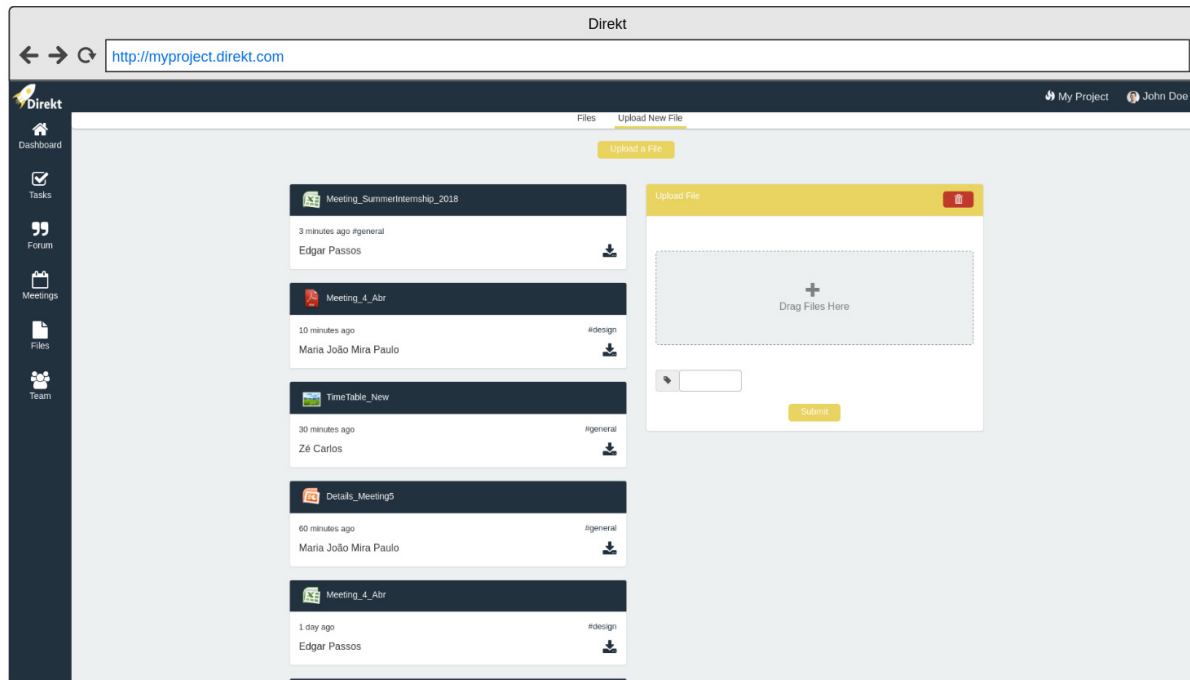 Direkt
http://myproject.direkt.com
Direkt
My Project
John Doe
Dashboard
Tasks
Forum
Meetings
Files
Team
Files
Upload New File
Upload a File
Meeting_SummerInternship_2018
3 minutes ago #general
Edgar Passos
Meeting_4_Abr
10 minutes ago
#design
Maria João Mira Paulo
TimeTable_New
30 minutes ago
#general
Zé Carlos
Details_Meeting5
60 minutes ago
#general
Maria João Mira Paulo
Meeting_4_Abr
1 day ago
#design
Edgar Passos
Upload File
Drag Files Here
Submit